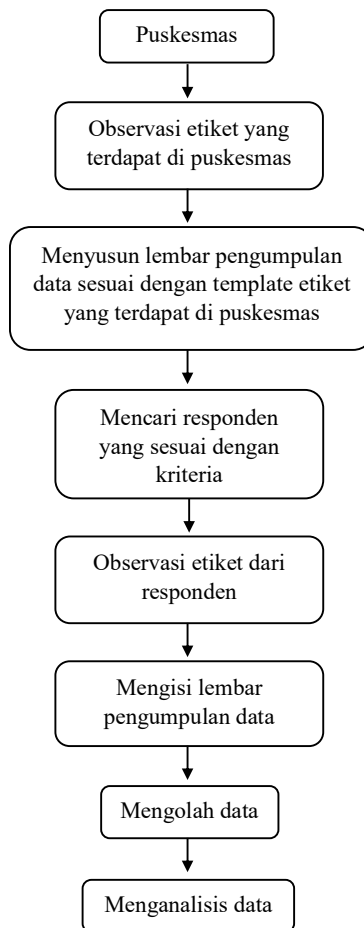 Puskesmas
Observasi etiket yang
terdapat di puskesmas
Menyusun lembar pengumpulan
data sesuai dengan template etiket
yang terdapat di puskesmas
Mencari responden
yang sesuai dengan
kriteria
Observasi etiket dari
responden
Mengisi lembar
pengumpulan data
Mengolah data
Menganalisis data